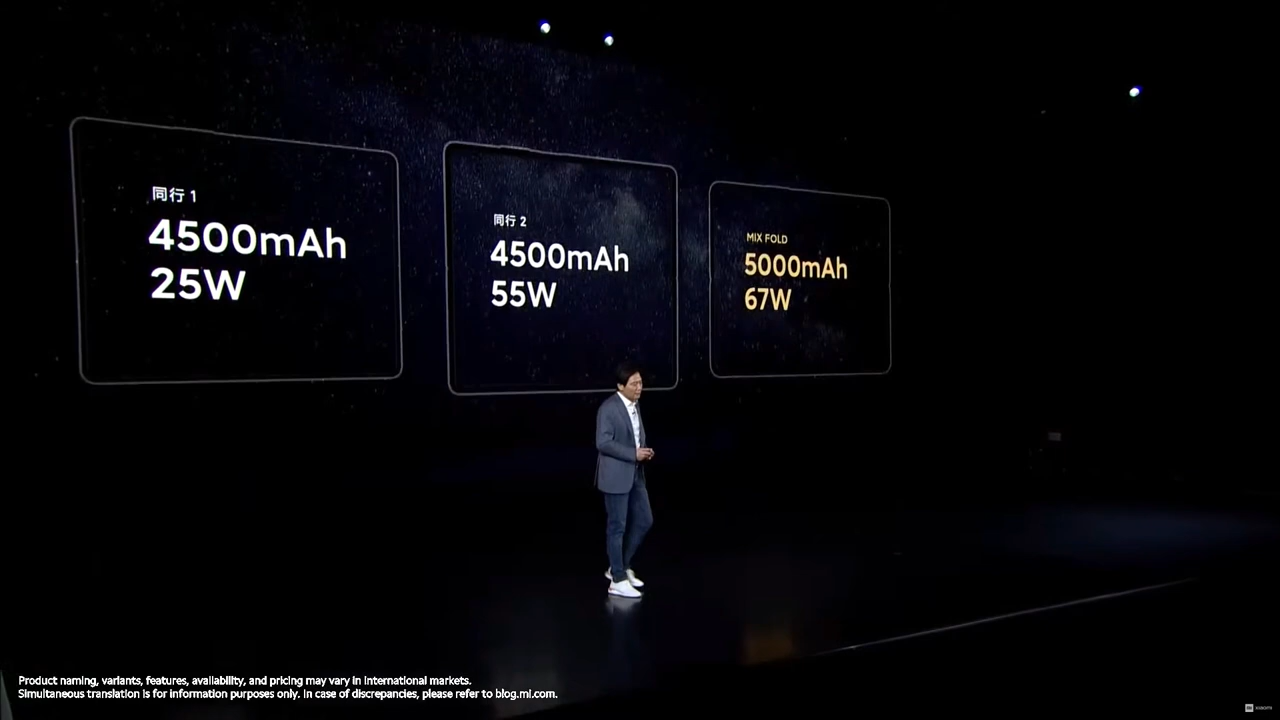 同行 1
4500mAh
25W
同行 2
4500mAh
55W
MIX FOLD
5000mAh
67W
Product naming, variants, features, availability, and pricing may vary in international markets.
Simultaneous translation is for information purposes only. In case of discrepancies, please refer to blog.mi.com.
XIAOMI